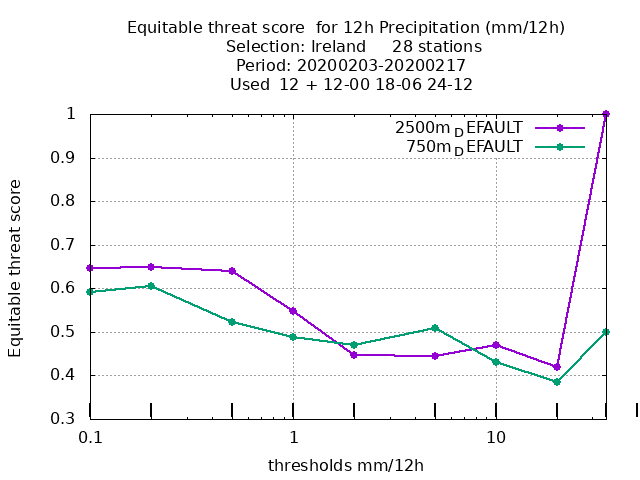 Equitable threat score  for 12h Precipitation (mm/12h)
Selection: Ireland     28 stations
Period: 20200203-20200217
Used  12 + 12-00 18-06 24-12
2500m_DEFAULT
750m_DEFAULT
Equitable threat score
1
0.9
0.8
0.7
0.6
0.5
0.4
0.3
0.1 1 10
thresholds mm/12h